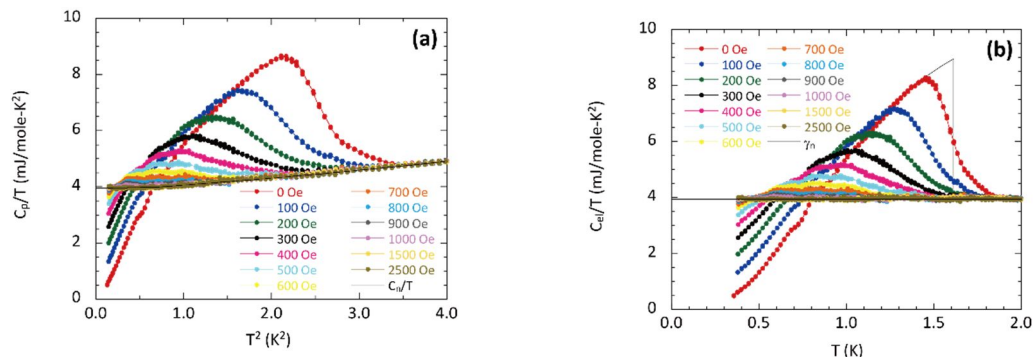 (a)
10
8
6
4
2
0
0.0 1.0 2.0 3.0 4.0
Cp/T (mJ/mole-K²)
T² (K²)
0 Oe 700 Oe
100 Oe 800 Oe
200 Oe 900 Oe
300 Oe 1000 Oe
400 Oe 1500 Oe
500 Oe 2500 Oe
600 Oe Cn/T
(b)
10
8
6
4
2
0
0.0 0.5 1.0 1.5 2.0
Cel/T (mJ/mole-K²)
T (K)
0 Oe 700 Oe
100 Oe 800 Oe
200 Oe 900 Oe
300 Oe 1000 Oe
400 Oe 1500 Oe
500 Oe 2500 Oe
600 Oe γn